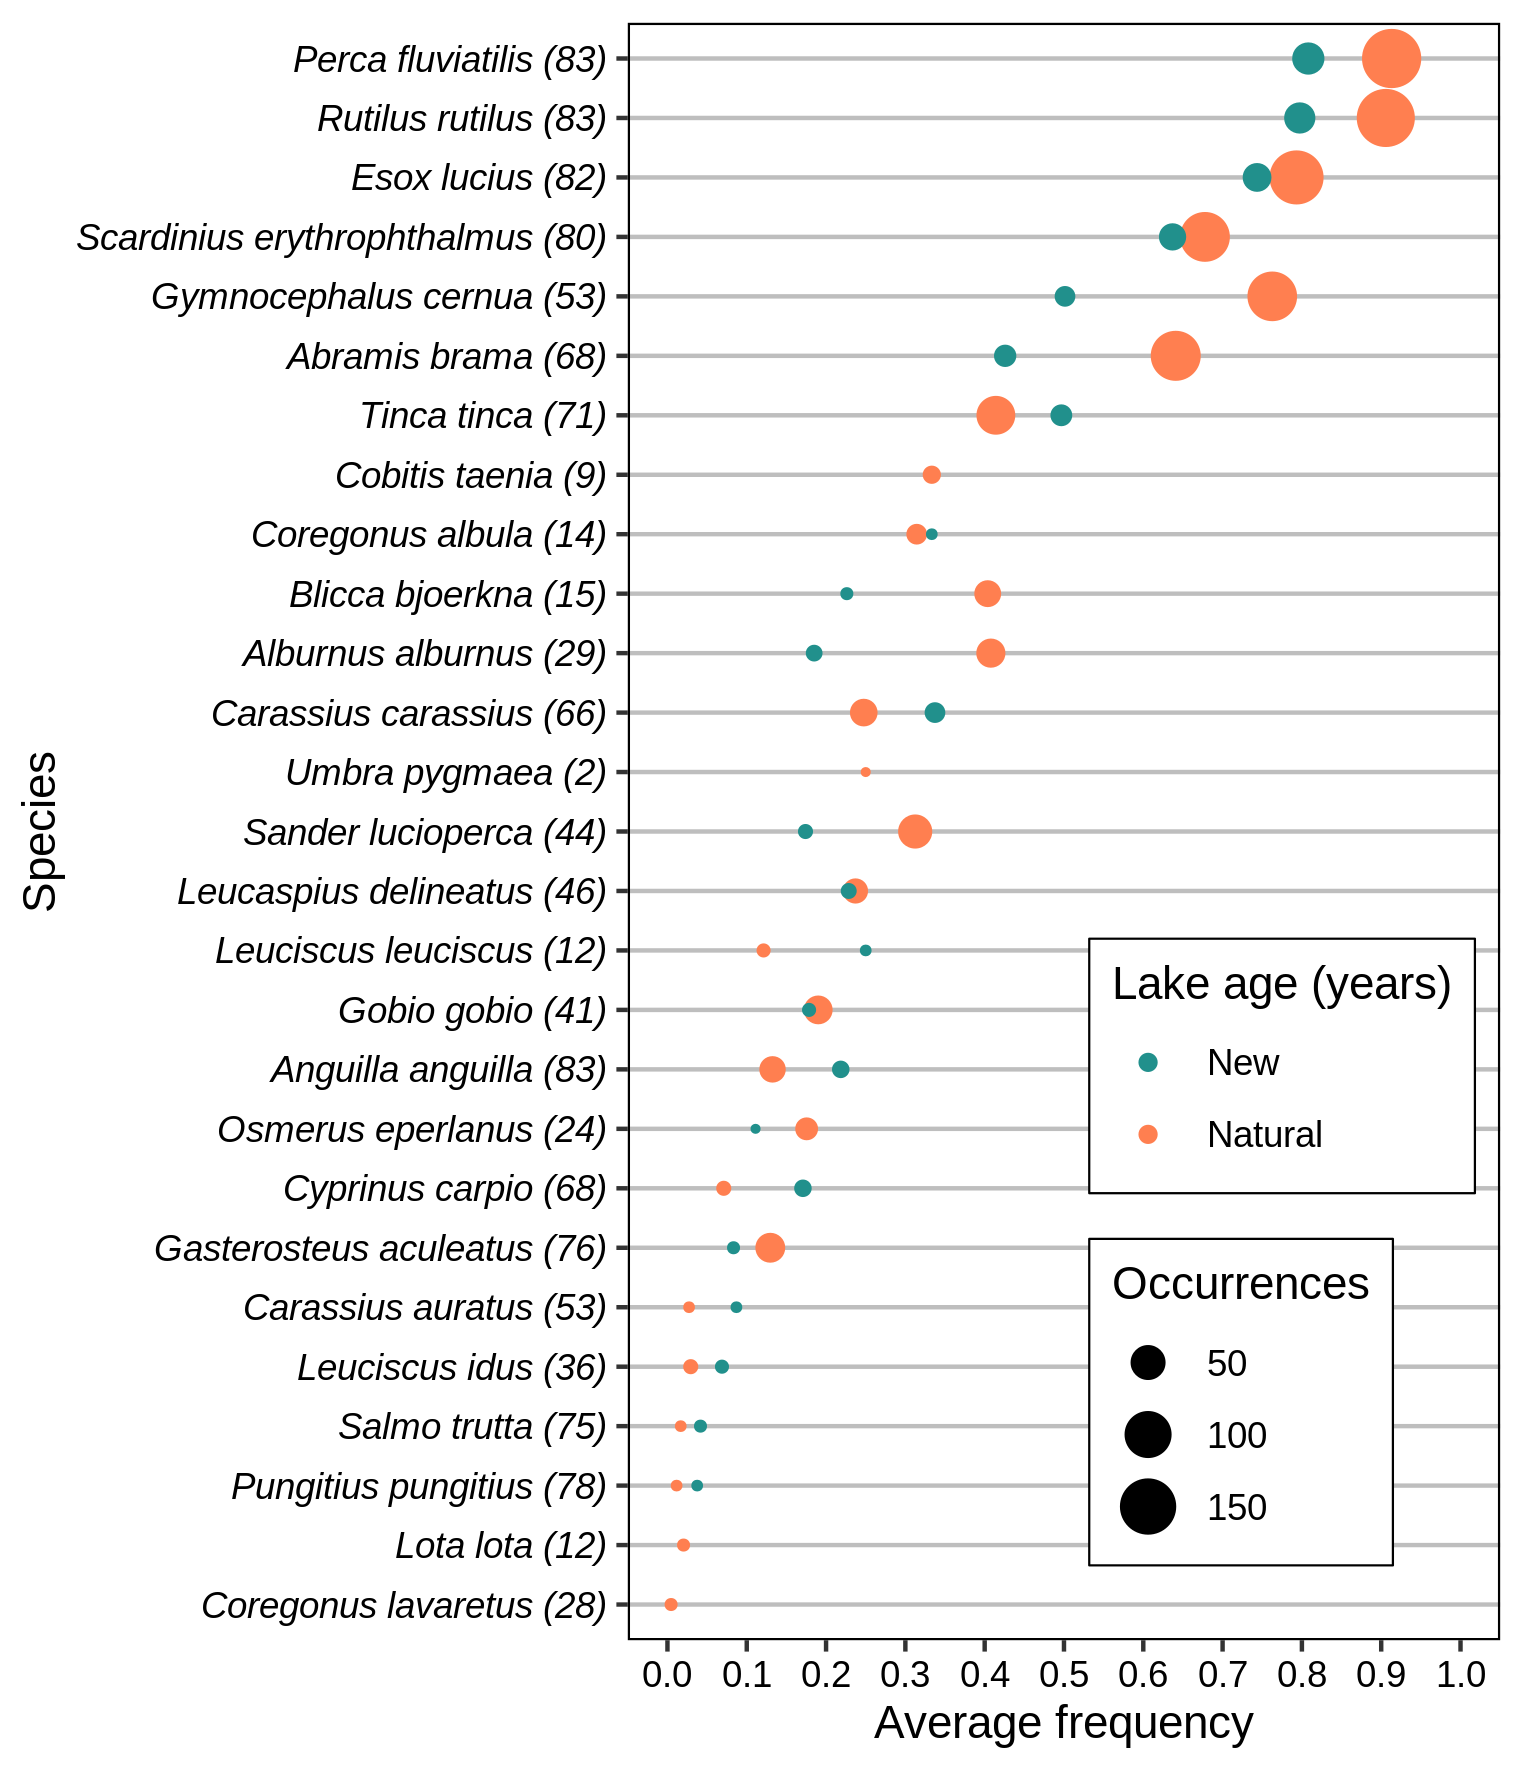 Perca fluviatilis (83)
Rutilus rutilus (83)
Esox lucius (82)
Scardinius erythrophthalmus (80)
Gymnocephalus cernua (53)
Abramis brama (68)
Tinca tinca (71)
Cobitis taenia (9)
Coregonus albula (14)
Blicca bjoerkna (15)
Alburnus alburnus (29)
Carassius carassius (66)
Umbra pygmaea (2)
Sander lucioperca (44)
Leucaspius delineatus (46)
Leuciscus leuciscus (12)
Gobio gobio (41)
Anguilla anguilla (83)
Osmerus eperlanus (24)
Cyprinus carpio (68)
Gasterosteus aculeatus (76)
Carassius auratus (53)
Leuciscus idus (36)
Salmo trutta (75)
Pungitius pungitius (78)
Lota lota (12)
Coregonus lavaretus (28)
Species
Lake age (years)
New
Natural
Occurrences
50
100
150
0.0 0.1 0.2 0.3 0.4 0.5 0.6 0.7 0.8 0.9 1.0
Average frequency